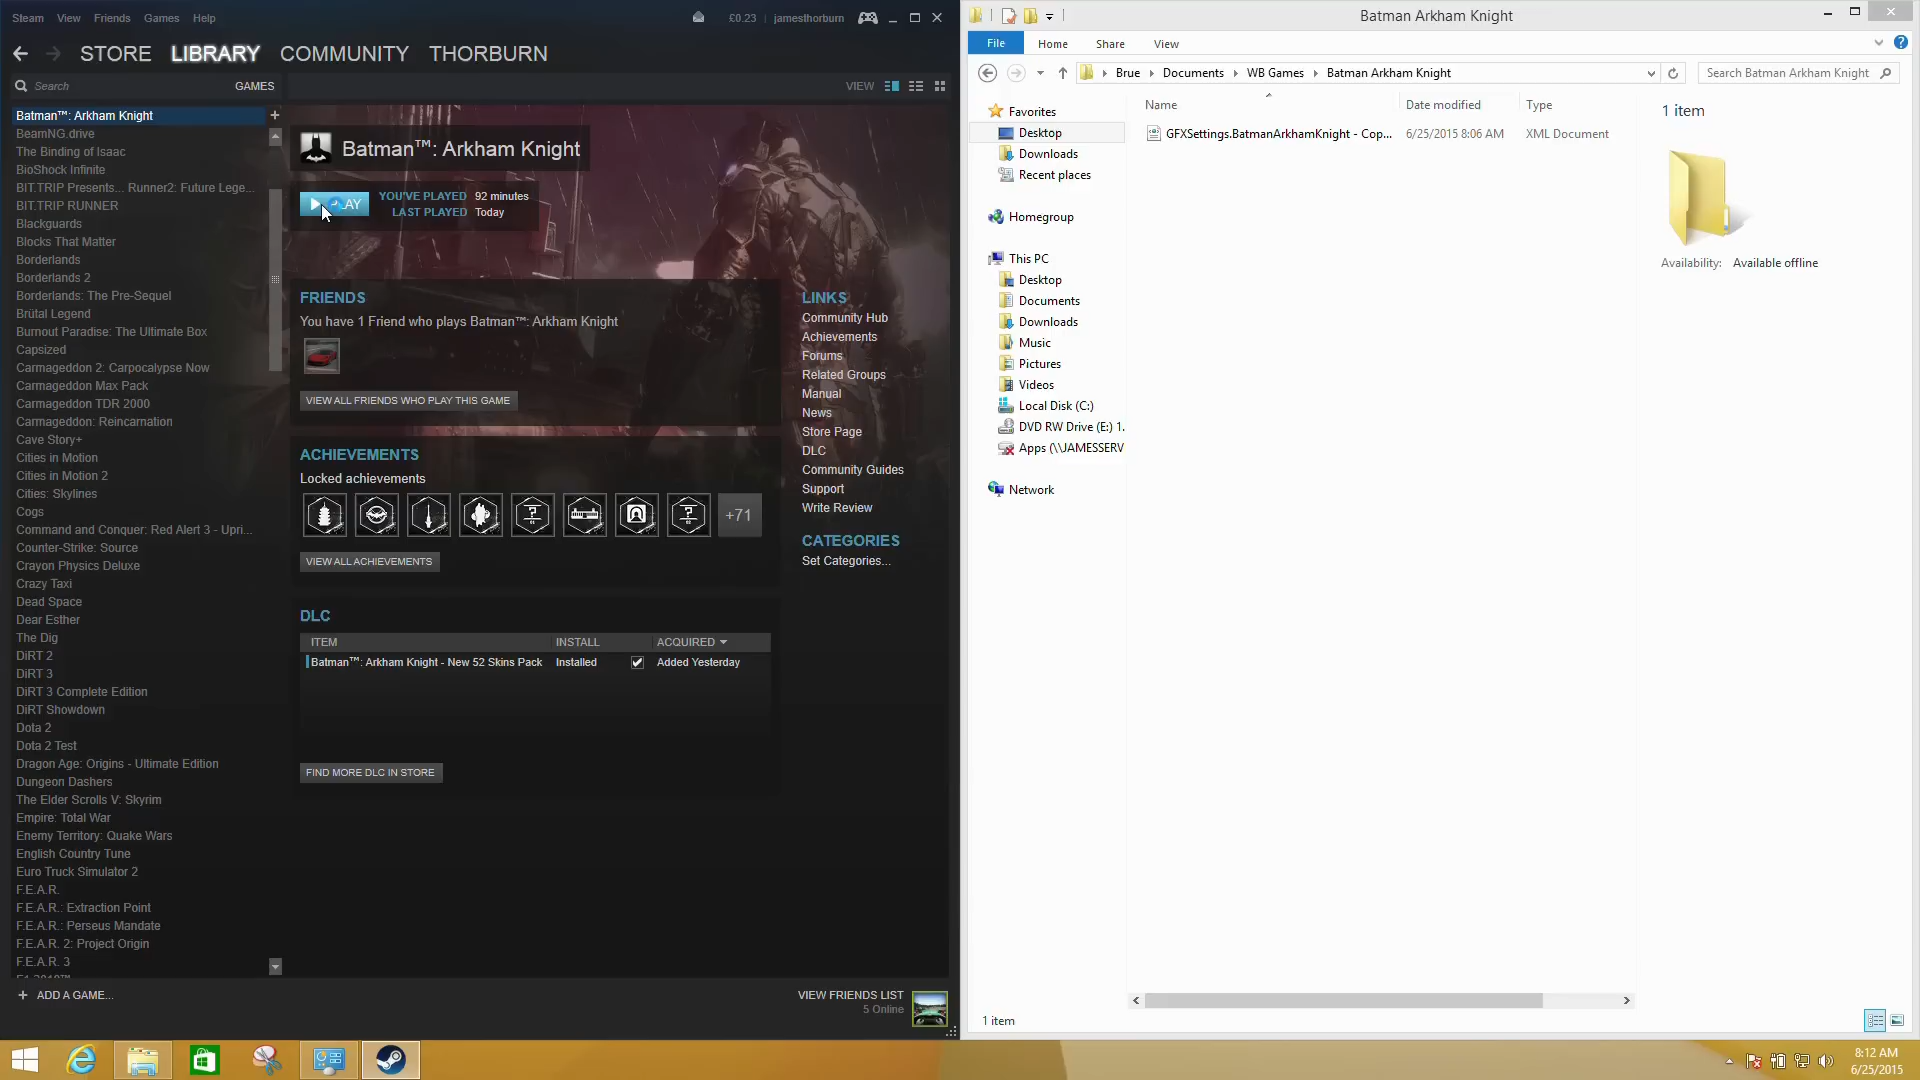 Steam View Friends Games Help
£0.23 jamesthorburn
STORE LIBRARY COMMUNITY THORBURN
Search GAMES
VIEW
Batman™: Arkham Knight
BeamNG.drive
The Binding of Isaac
BioShock Infinite
BIT.TRIP Presents... Runner2: Future Lege...
BIT.TRIP RUNNER
Blackguards
Blocks That Matter
Borderlands
Borderlands 2
Borderlands: The Pre-Sequel
Brütal Legend
Burnout Paradise: The Ultimate Box
Capsized
Carmageddon 2: Carpocalypse Now
Carmageddon Max Pack
Carmageddon TDR 2000
Carmageddon: Reincarnation
Cave Story+
Cities in Motion
Cities in Motion 2
Cities: Skylines
Cogs
Command and Conquer: Red Alert 3 - Upri...
Counter-Strike: Source
Crayon Physics Deluxe
Crazy Taxi
Dead Space
Dear Esther
The Dig
DiRT 2
DiRT 3
DiRT 3 Complete Edition
DiRT Showdown
Dota 2
Dota 2 Test
Dragon Age: Origins - Ultimate Edition
Dungeon Dashers
The Elder Scrolls V: Skyrim
Empire: Total War
Enemy Territory: Quake Wars
English Country Tune
Euro Truck Simulator 2
F.E.A.R.
F.E.A.R.: Extraction Point
F.E.A.R.: Perseus Mandate
F.E.A.R. 2: Project Origin
F.E.A.R. 3
+ ADD A GAME...
Batman™: Arkham Knight
YOU'VE PLAYED 92 minutes
LAST PLAYED Today
FRIENDS
You have 1 Friend who plays Batman™: Arkham Knight
VIEW ALL FRIENDS WHO PLAY THIS GAME
ACHIEVEMENTS
Locked achievements
+71
VIEW ALL ACHIEVEMENTS
DLC
ITEM INSTALL ACQUIRED
Batman™: Arkham Knight - New 52 Skins Pack Installed Added Yesterday
FIND MORE DLC IN STORE
LINKS
Community Hub
Achievements
Forums
Related Groups
Manual
News
Store Page
DLC
Community Guides
Support
Write Review
CATEGORIES
Set Categories...
VIEW FRIENDS LIST
5 Online
Batman Arkham Knight
File Home Share View
Brue Documents WB Games Batman Arkham Knight
Search Batman Arkham Knight
Favorites
Desktop
Downloads
Recent places
Homegroup
This PC
Desktop
Documents
Downloads
Music
Pictures
Videos
Local Disk (C:)
DVD RW Drive (E:) 1.
Apps (\\JAMESSERV
Network
Name Date modified Type
GFXSettings.BatmanArkhamKnight - Cop... 6/25/2015 8:06 AM XML Document
1 item
Availability: Available offline
1 item
8:12 AM
6/25/2015